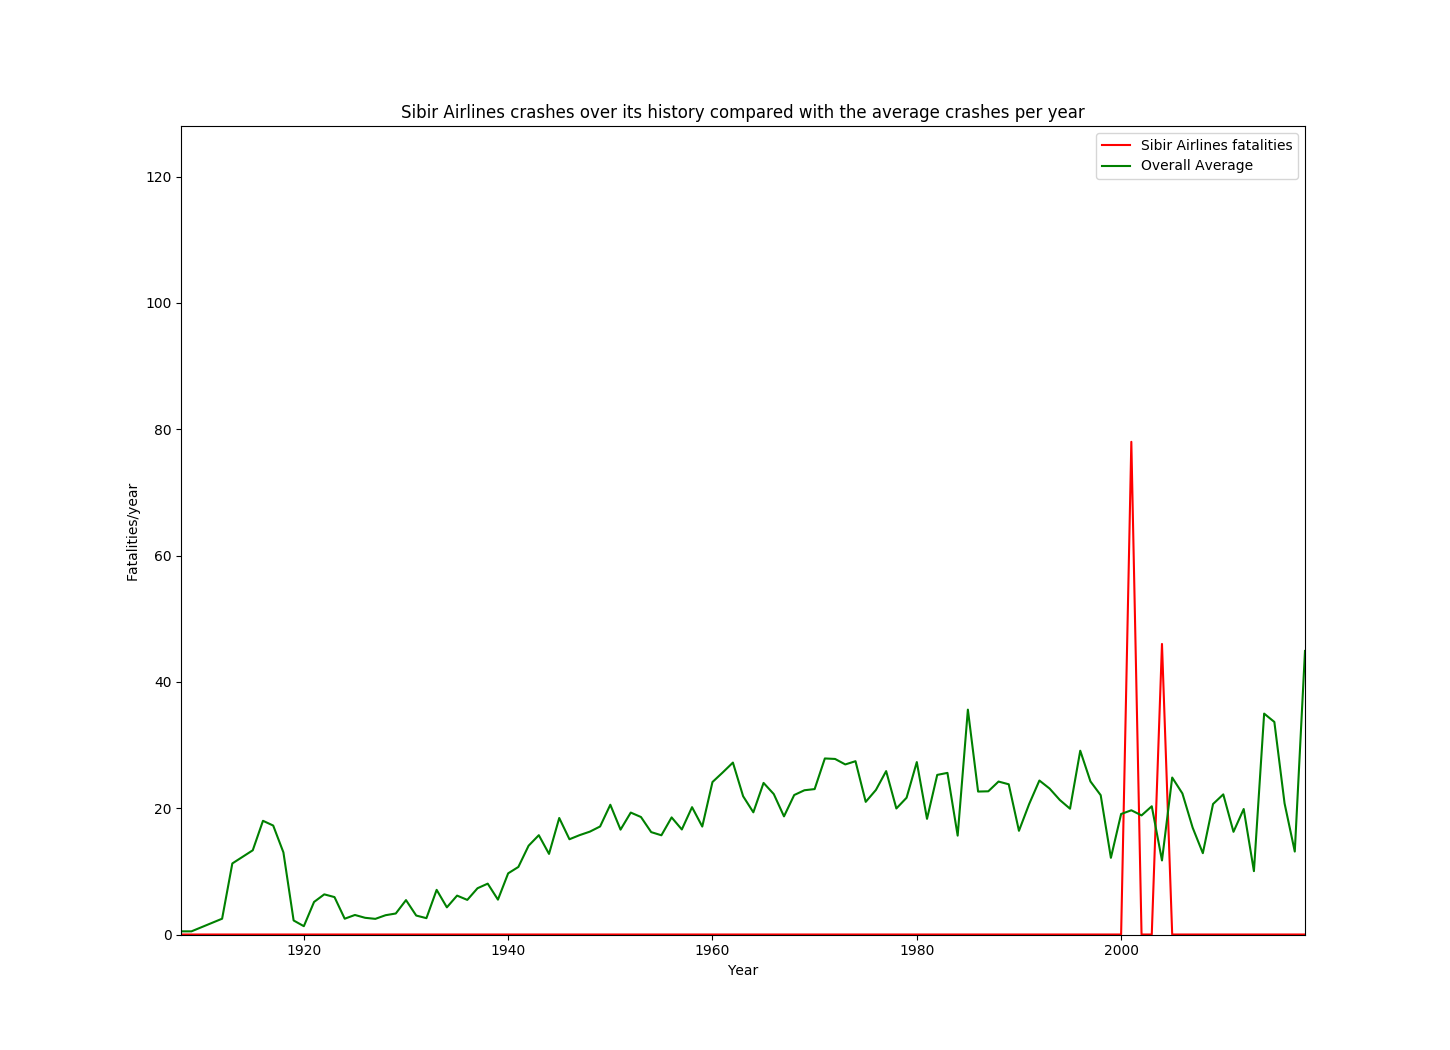 Sibir Airlines crashes over its history compared with the average crashes per year
Sibir Airlines fatalities
Overall Average
120
100
80
60
40
20
0
Fatalities/year
1920
1940
1960
1980
2000
Year